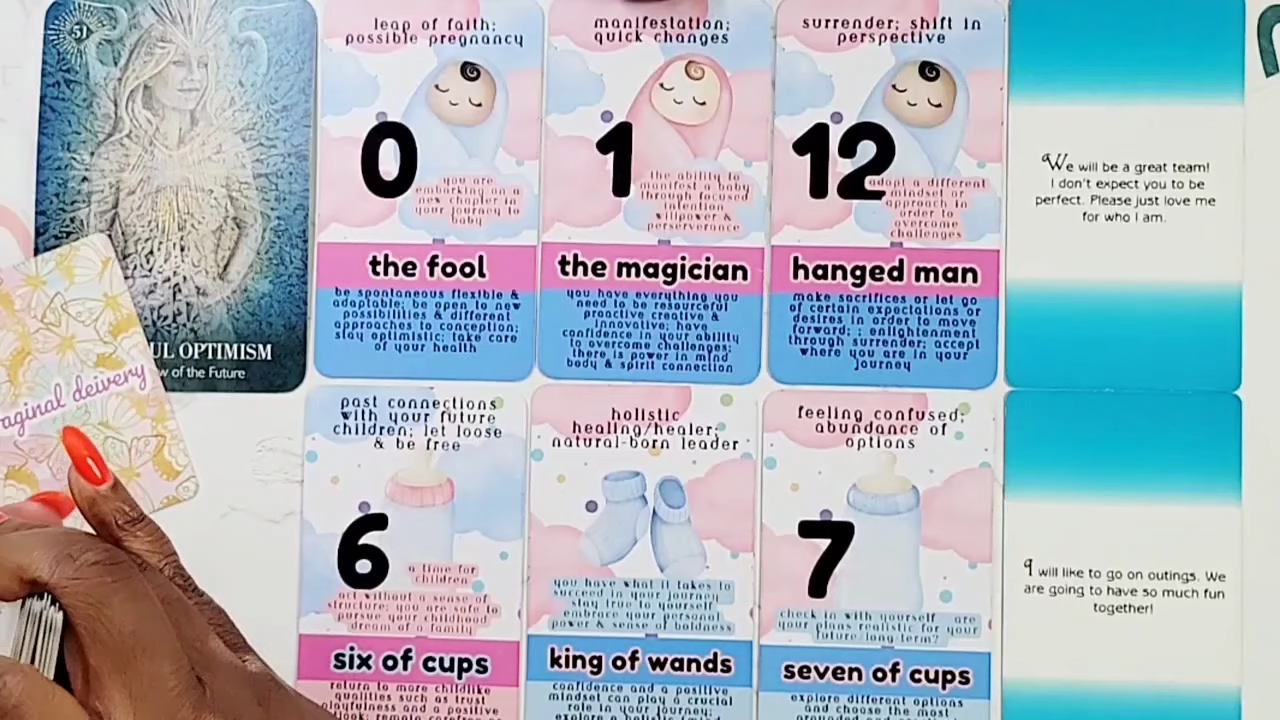 51
UL OPTIMISM
w of the Future
aginal deivery
leap of faith;
possible pregnancy
0
you are
embarking on a
new chapter in
your journey to
baby
the fool
be spontaneous flexible &
adaptable; be open to new
possibilities & different
approaches to conception;
stay optimistic; take care
of your health
manifestation;
quick changes
1
the ability to
manifest a baby
through focused
action
willpower &
perserverance
the magician
you have everything you
need to be resourceful
proactive creative &
innovative; have
confidence in your ability
to overcome challenges;
there is power in mind
body & spirit connection
surrender; shift in
perspective
12
adopt a different
mindset or
approach in
order to
overcome
challenges
hanged man
make sacrifices or let go
of certain expectations or
desires in order to move
forward; ; enlightenment
through surrender; accept
where you are in your
journey
We will be a great team!
I don't expect you to be
perfect. Please just love me
for who I am.
past connections
with your future
children; let loose
& be free
6
a time for
children
act without a sense of
structure; you are safe to
pursue your childhood
dream of a family
six of cups
return to more childlike
qualities such as trust
playfulness and a positive
look; remain carefree
holistic
healing/healer;
natural-born leader
you have what it takes to
succeed in your journey
stay true to yourself
embrace your personal
power & sense of boldness
king of wands
confidence and a positive
mindset can play a crucial
role in your journey;
explore a holistic
feeling confused;
abundance of
options
7
check in with yourself are
your plans realistic for your
future/long-term?
seven of cups
explore different options
and choose the most
I will like to go on outings. We
are going to have so much fun
together!